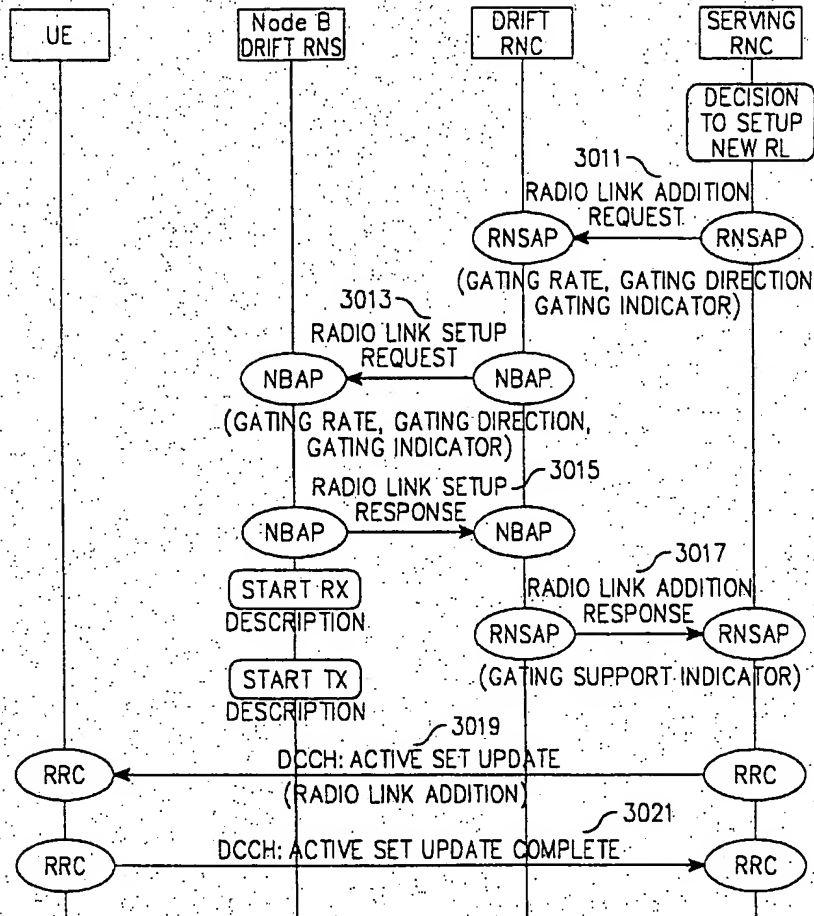 UE
Node B
DRIFT RNS
DRIFT
RNC
SERVING
RNC
DECISION
TO SETUP
NEW RL
3011
RADIO LINK ADDITION
REQUEST
RNSAP
RNSAP
(GATING RATE, GATING DIRECTION
GATING INDICATOR)
3013
RADIO LINK SETUP
REQUEST
NBAP
NBAP
(GATING RATE, GATING DIRECTION,
GATING INDICATOR)
RADIO LINK SETUP
RESPONSE
3015
NBAP
NBAP
3017
RADIO LINK ADDITION
RESPONSE
START RX
DESCRIPTION
RNSAP
RNSAP
(GATING SUPPORT INDICATOR)
START TX
DESCRIPTION
3019
DCCH: ACTIVE SET UPDATE
RRC
RRC
(RADIO LINK ADDITION)
3021
DCCH: ACTIVE SET UPDATE COMPLETE
RRC
RRC